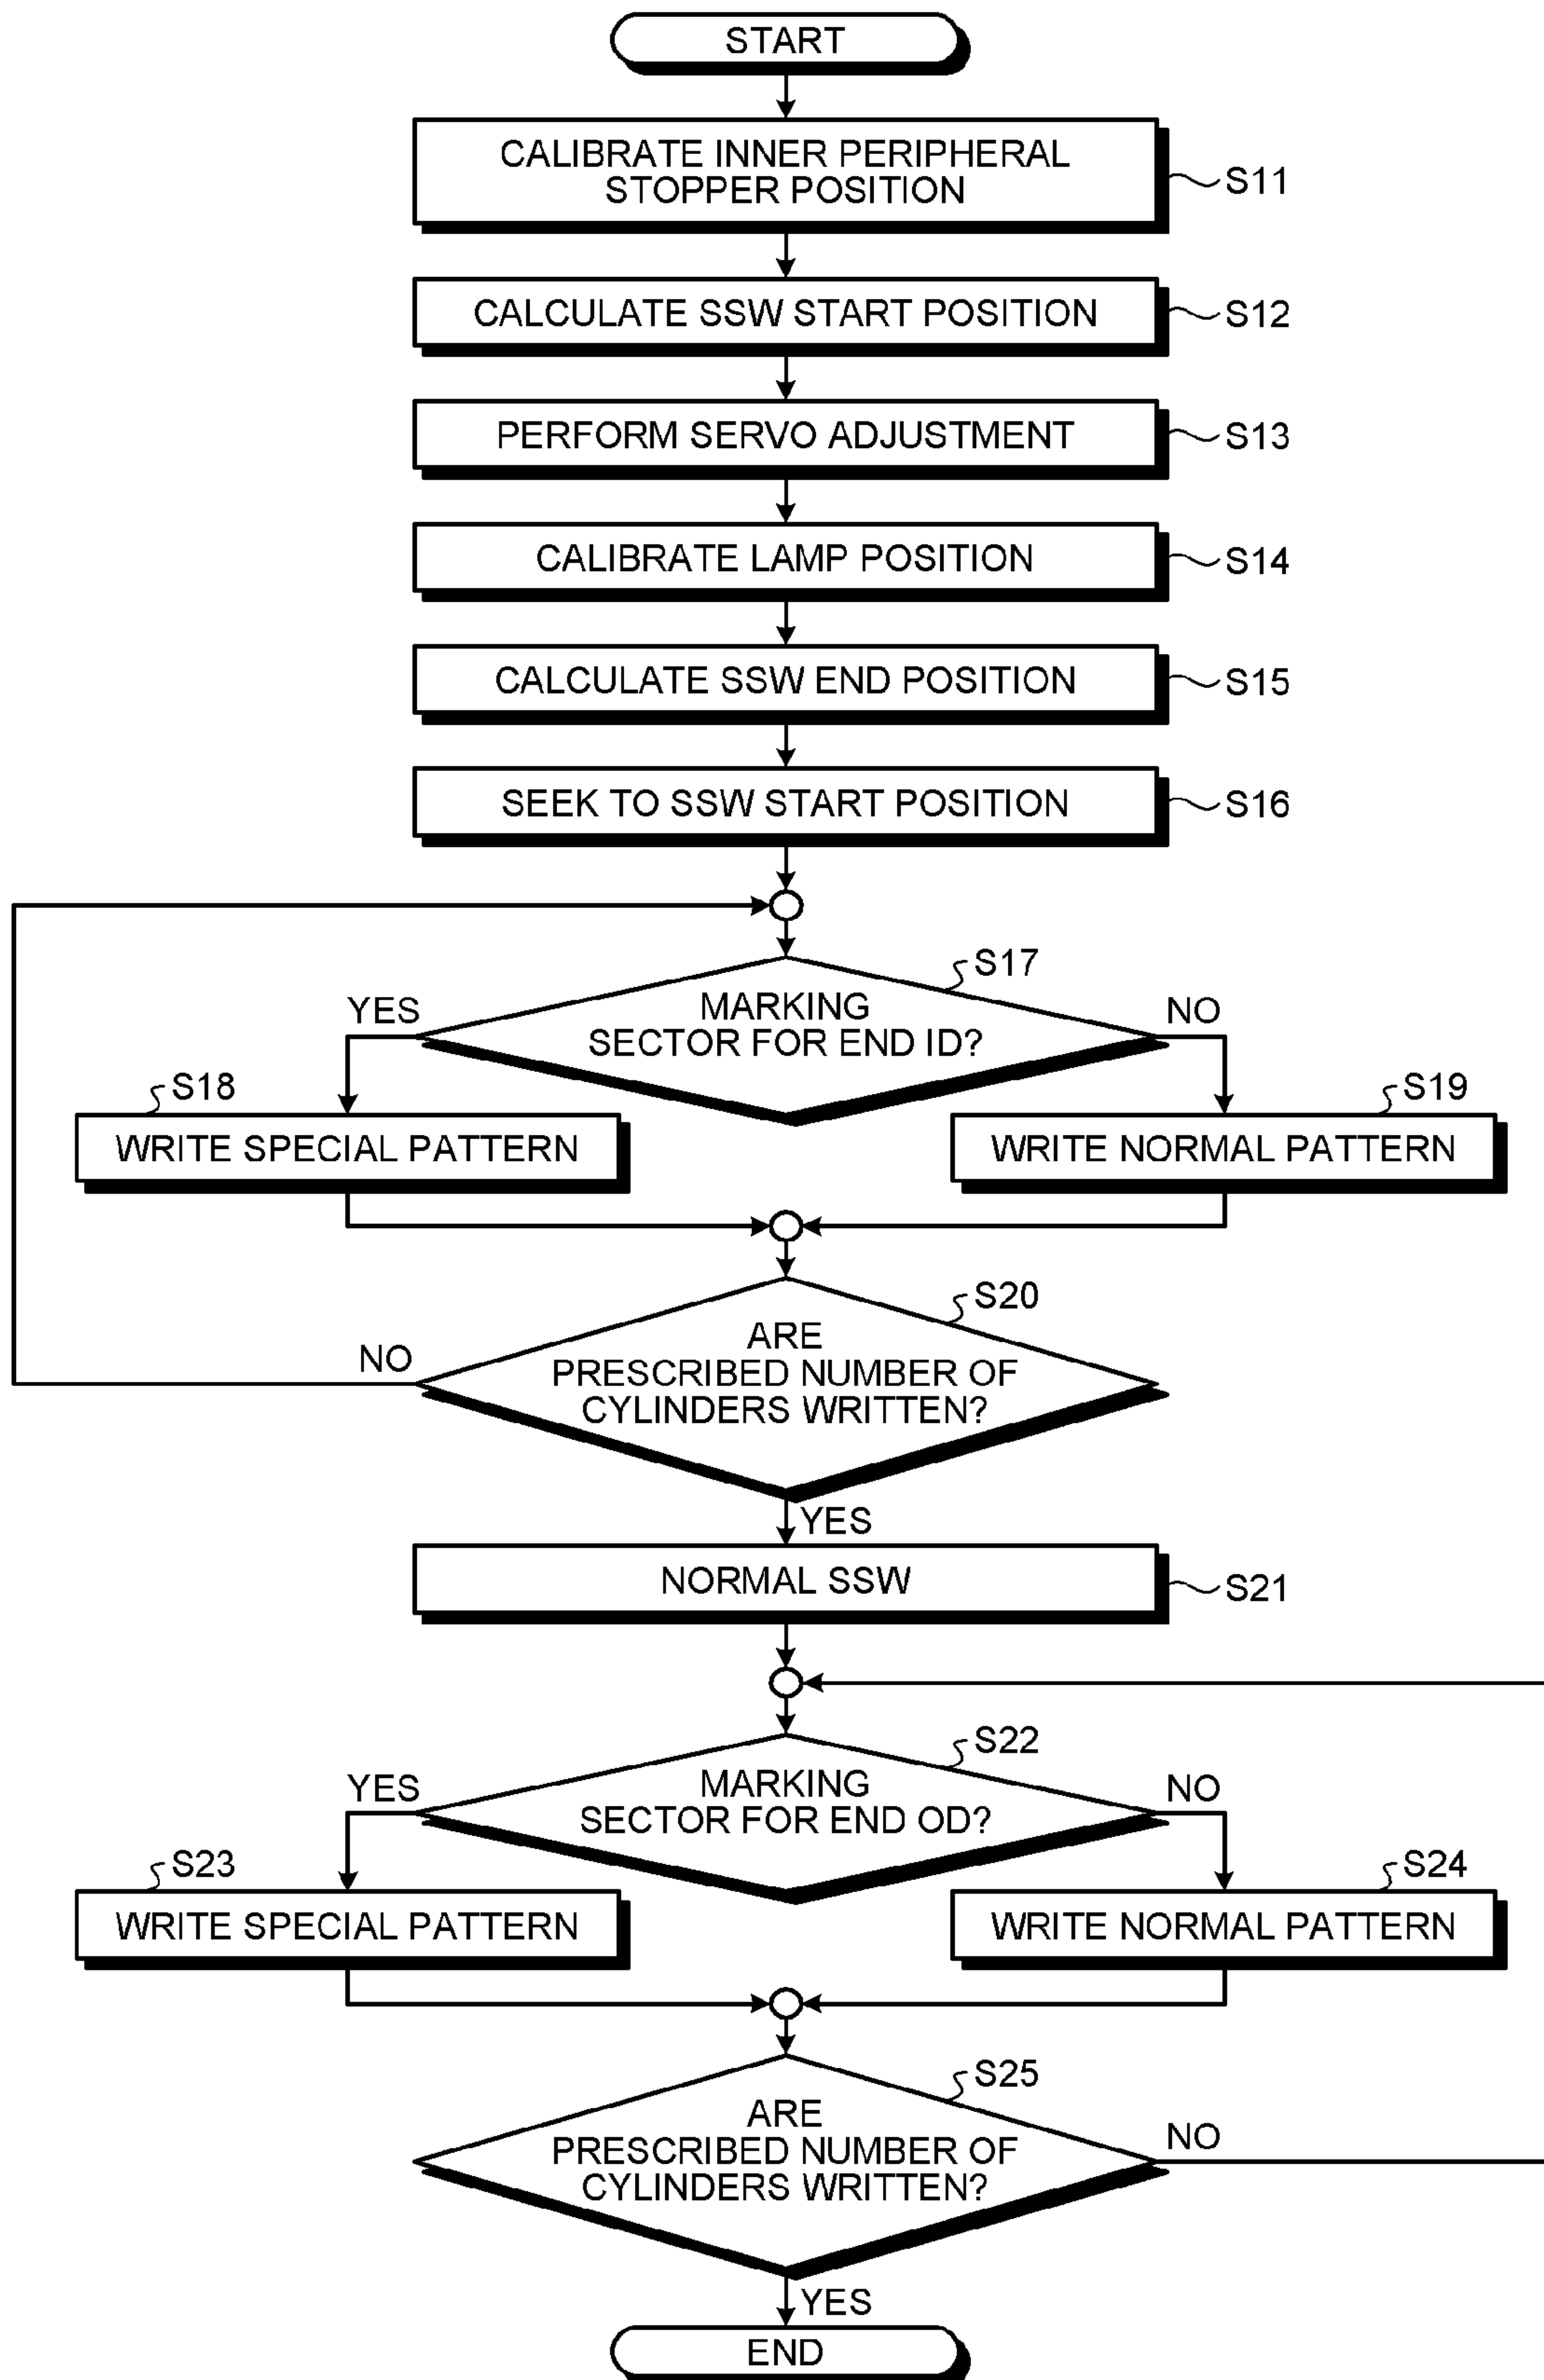 START
CALIBRATE INNER PERIPHERAL
STOPPER POSITION
S11
CALCULATE SSW START POSITION
S12
PERFORM SERVO ADJUSTMENT
S13
CALIBRATE LAMP POSITION
S14
CALCULATE SSW END POSITION
S15
SEEK TO SSW START POSITION
S16
S17
MARKING
SECTOR FOR END ID?
YES
NO
S18
WRITE SPECIAL PATTERN
S19
WRITE NORMAL PATTERN
S20
ARE
PRESCRIBED NUMBER OF
CYLINDERS WRITTEN?
NO
YES
NORMAL SSW
S21
S22
MARKING
SECTOR FOR END OD?
YES
NO
S23
WRITE SPECIAL PATTERN
S24
WRITE NORMAL PATTERN
S25
ARE
PRESCRIBED NUMBER OF
CYLINDERS WRITTEN?
NO
YES
END